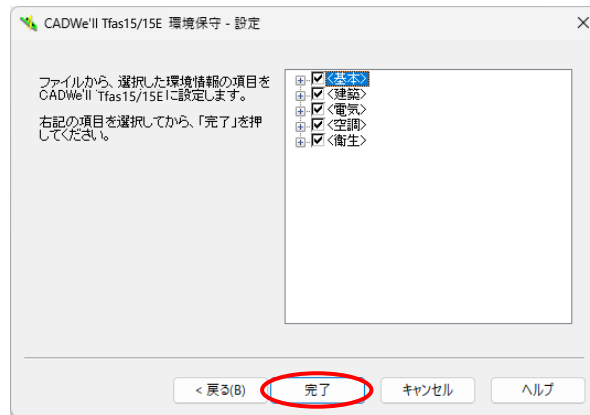 CADWe'll Tfas15/15E 環境保守 - 設定
ファイルから、選択した環境情報の項目を
CADWe'll Tfas15/15Eに設定します。
右記の項目を選択してから、「完了」を押
してください。
<基本>
<建築>
<電気>
<空調>
<衛生>
< 戻る(B)
完了
キャンセル
ヘルプ